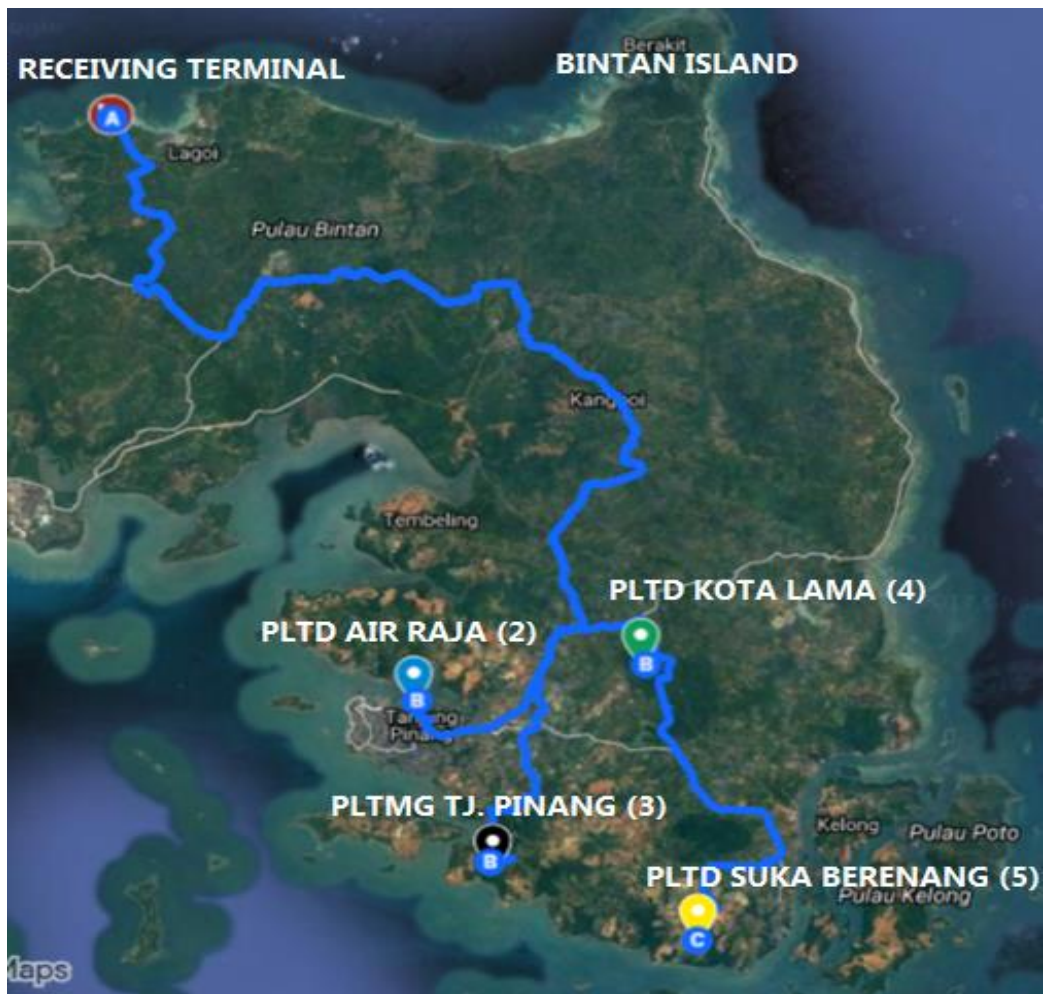 Berakit
RECEIVING TERMINAL
BINTAN ISLAND
A
Lagoi
Pulau Bintan
Kangboi
Tembeling
PLTD KOTA LAMA (4)
PLTD AIR RAJA (2)
B
B
Tanjung
Pinang
PLTMG TJ. PINANG (3)
B
Kelong
Pulau Poto
PLTD SUKA BERENANG (5)
Pulau Kelong
C
Maps